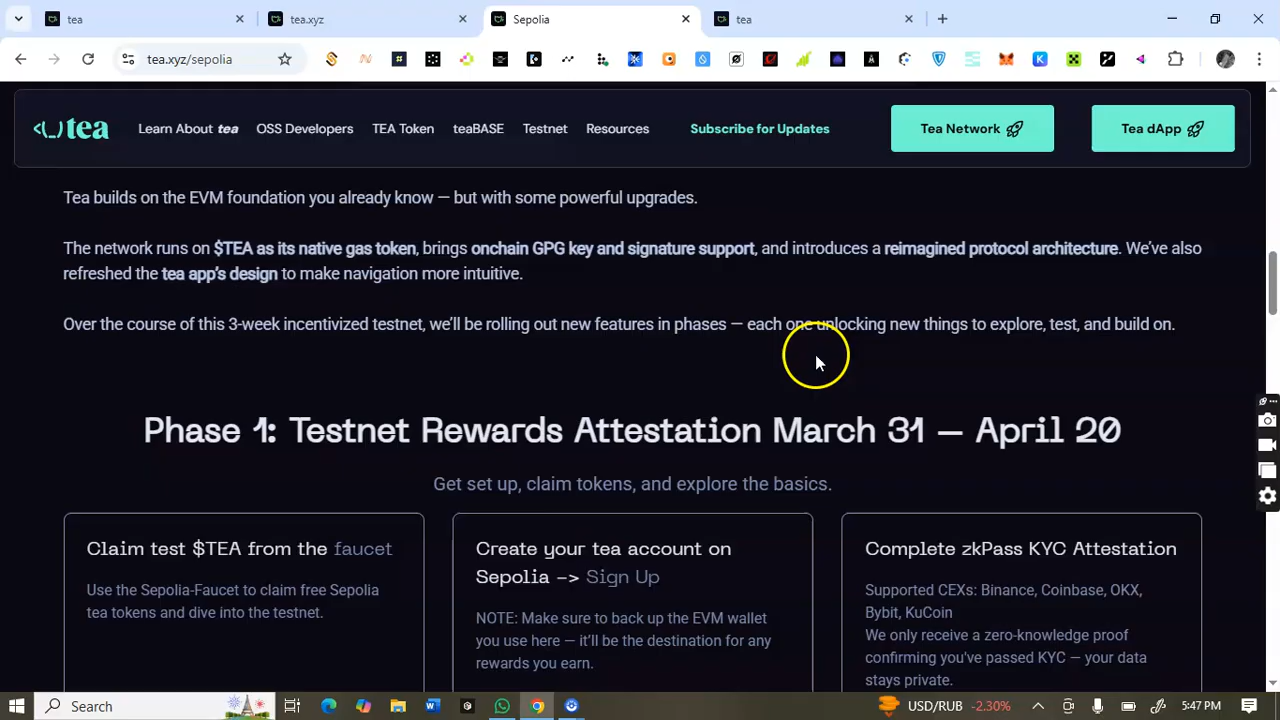 tea
tea.xyz
Sepolia
tea
tea.xyz/sepolia
tea
Learn About tea
OSS Developers
TEA Token
teaBASE
Testnet
Resources
Subscribe for Updates
Tea Network
Tea dApp
Tea builds on the EVM foundation you already know — but with some powerful upgrades.
The network runs on $TEA as its native gas token, brings onchain GPG key and signature support, and introduces a reimagined protocol architecture. We've also
refreshed the tea app's design to make navigation more intuitive.
Over the course of this 3-week incentivized testnet, we'll be rolling out new features in phases — each one unlocking new things to explore, test, and build on.
Phase 1: Testnet Rewards Attestation March 31 – April 20
Get set up, claim tokens, and explore the basics.
Claim test $TEA from the faucet
Use the Sepolia-Faucet to claim free Sepolia
tea tokens and dive into the testnet.
Create your tea account on
Sepolia -> Sign Up
NOTE: Make sure to back up the EVM wallet
you use here — it'll be the destination for any
rewards you earn.
Complete zkPass KYC Attestation
Supported CEXs: Binance, Coinbase, OKX,
Bybit, KuCoin
We only receive a zero-knowledge proof
confirming you've passed KYC — your data
stays private.
Search
USD/RUB
-2.30%
5:47 PM